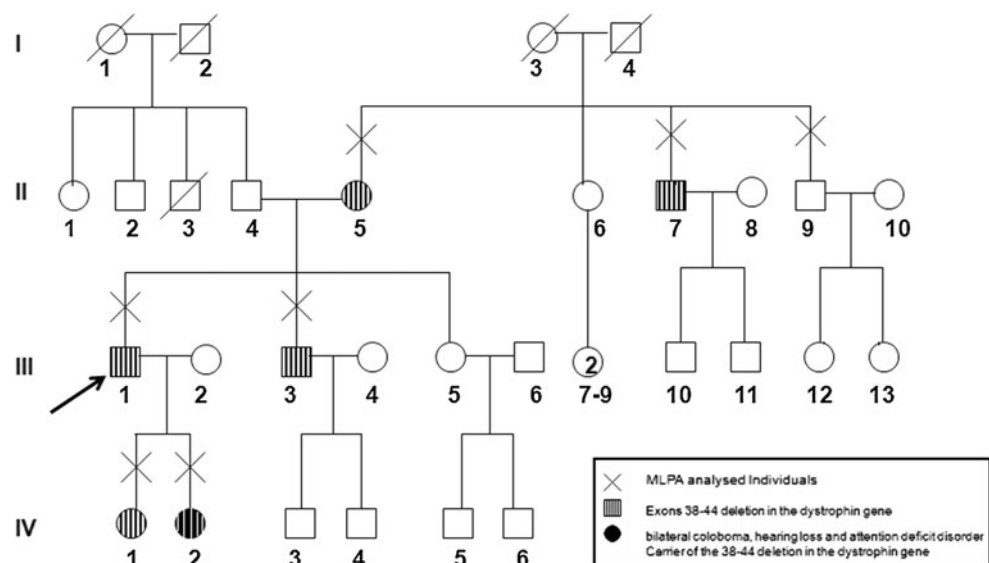 I
1 2 3 4
II
1 2 3 4 5 6 7 8 9 10
2
III
1 2 3 4 5 6 7-9 10 11 12 13
IV
1 2 3 4 5 6
MLPA analysed Individuals
Exons 38-44 deletion in the dystrophin gene
bilateral coloboma, hearing loss and attention deficit disorder
Carrier of the 38-44 deletion in the dystrophin gene